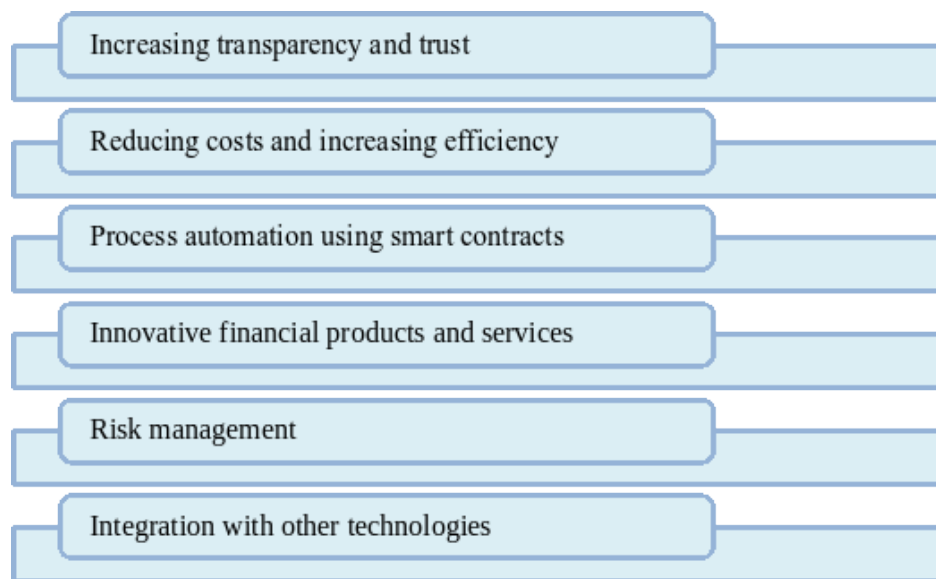 Increasing transparency and trust
Reducing costs and increasing efficiency
Process automation using smart contracts
Innovative financial products and services
Risk management
Integration with other technologies